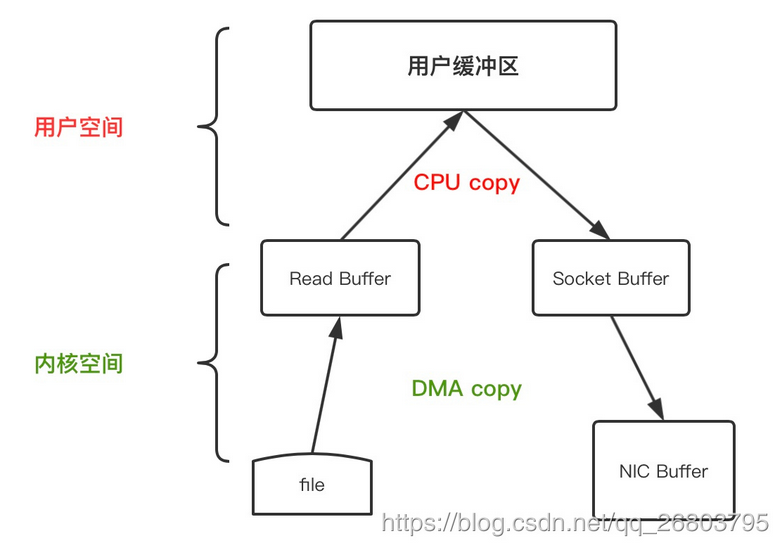 用户缓冲区
用户空间
CPU copy
Read Buffer
Socket Buffer
内核空间
DMA copy
file
NIC Buffer
https://blog.csdn.net/qq_26803795